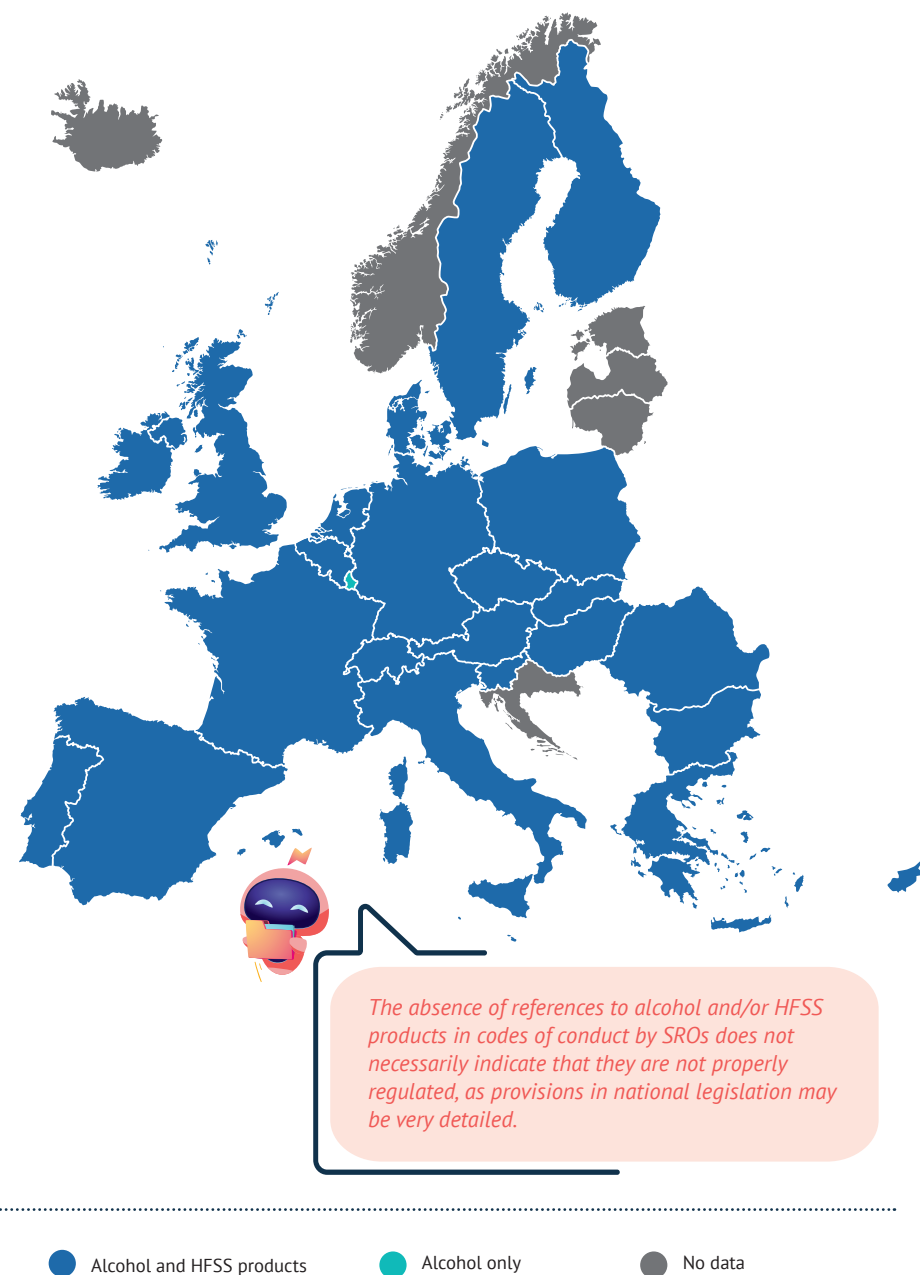 The absence of references to alcohol and/or HFSS
products in codes of conduct by SROs does not
necessarily indicate that they are not properly
regulated, as provisions in national legislation may
be very detailed.
Alcohol and HFSS products
Alcohol only
No data